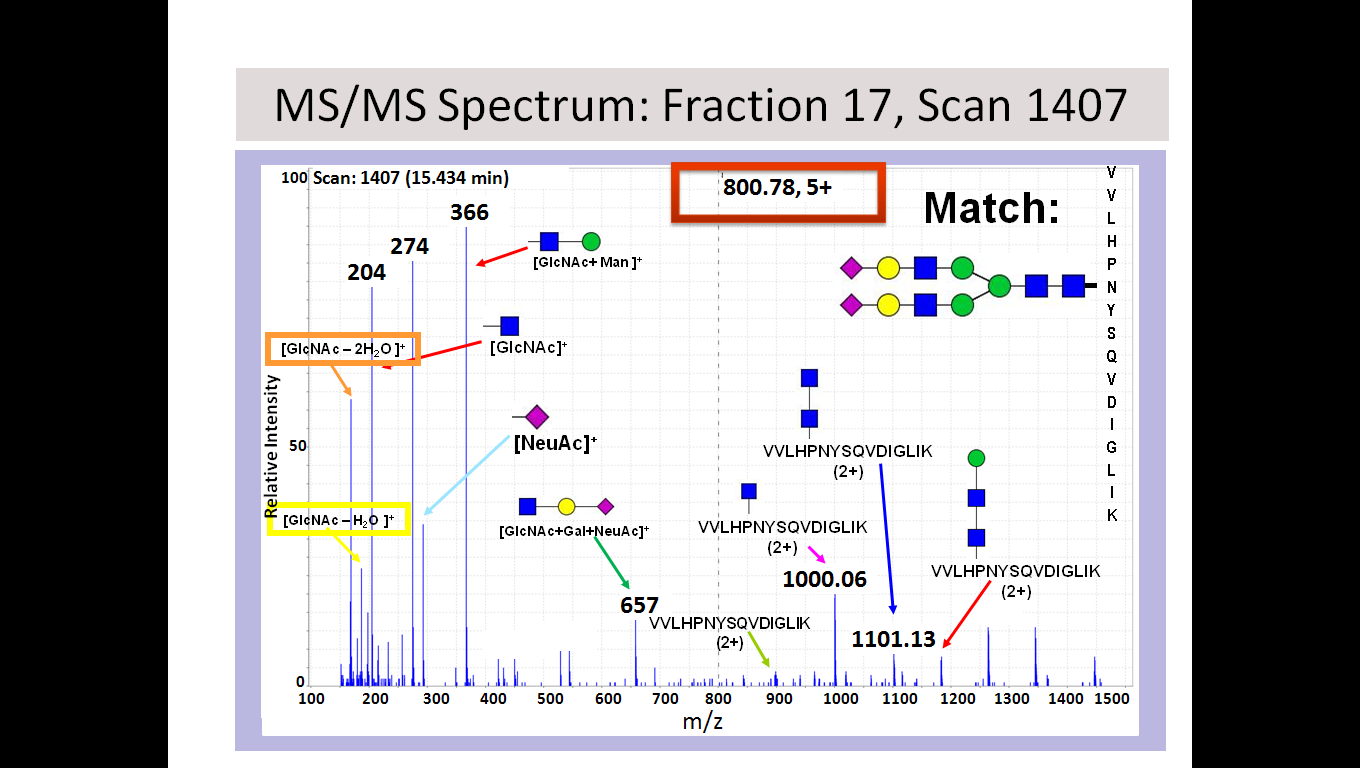 MS/MS Spectrum: Fraction 17, Scan 1407
100
Scan: 1407 (15.434 min)
800.78, 5+
Match:
366
274
204
[GlcNAc+ Man ]+
[GlcNAc – 2H2O ]+
[GlcNAc]+
[NeuAc]+
[GlcNAc – H2O ]+
[GlcNAc+Gal+NeuAc]+
657
VVLHPNYSQVDIGLIK
(2+)
VVLHPNYSQVDIGLIK
(2+)
1000.06
VVLHPNYSQVDIGLIK
(2+)
1101.13
VVLHPNYSQVDIGLIK
(2+)
V
V
L
H
P
N
Y
S
Q
V
D
I
G
L
I
K
Relative Intensity
50
0
100 200 300 400 500 600 700 800 900 1000 1100 1200 1300 1400 1500
m/z